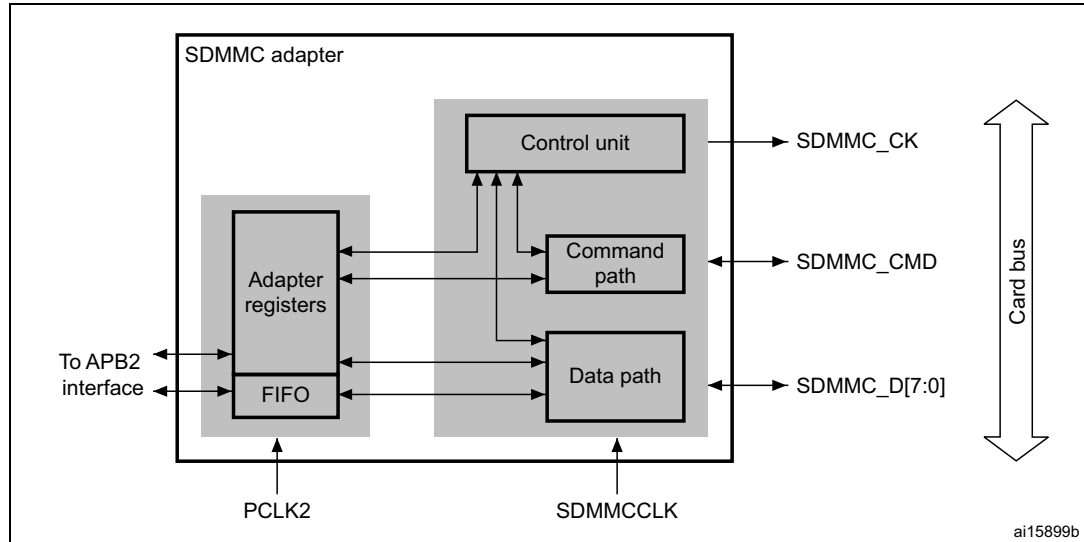 SDMMC adapter
Control unit
SDMMC_CK
Command
path
SDMMC_CMD
Adapter
registers
Card bus
To APB2
interface
FIFO
Data path
SDMMC_D[7:0]
PCLK2
SDMMCCLK
ai15899b